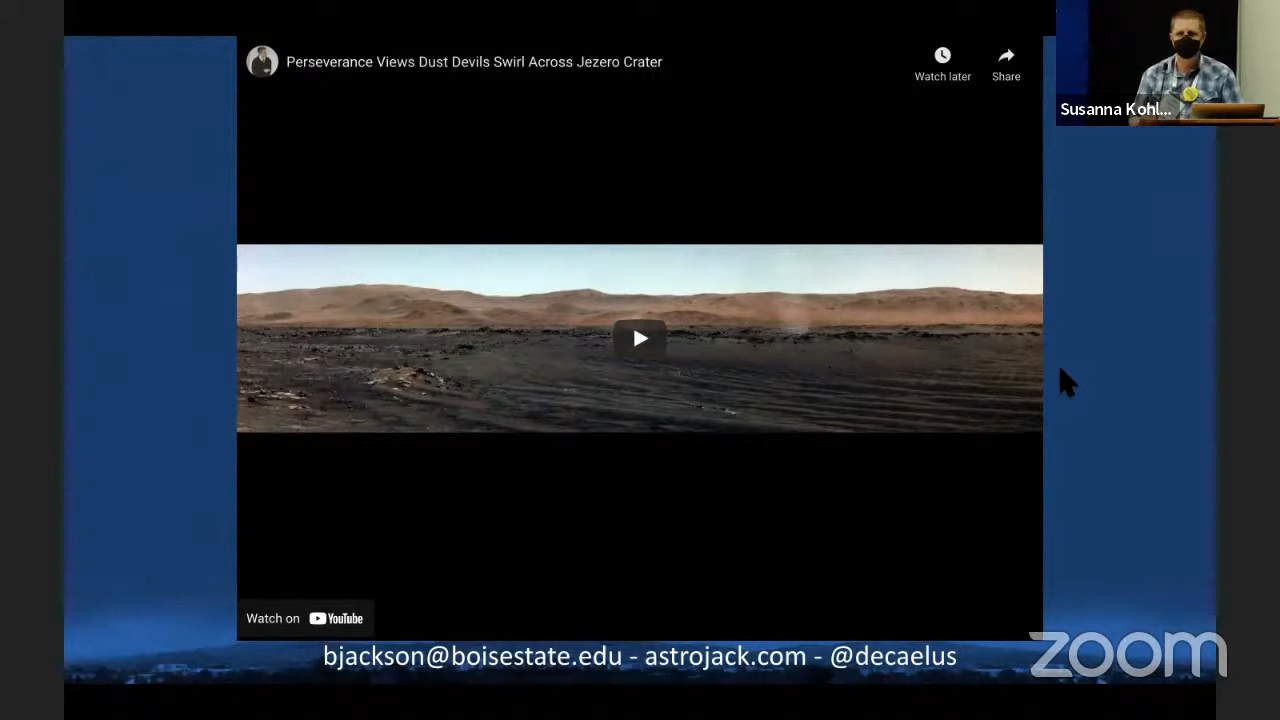 Perseverance Views Dust Devils Swirl Across Jezero Crater
Watch later
Share
Susanna Kohl...
Watch on YouTube
bjackson@boisestate.edu - astrojack.com - @decaelus
zoom